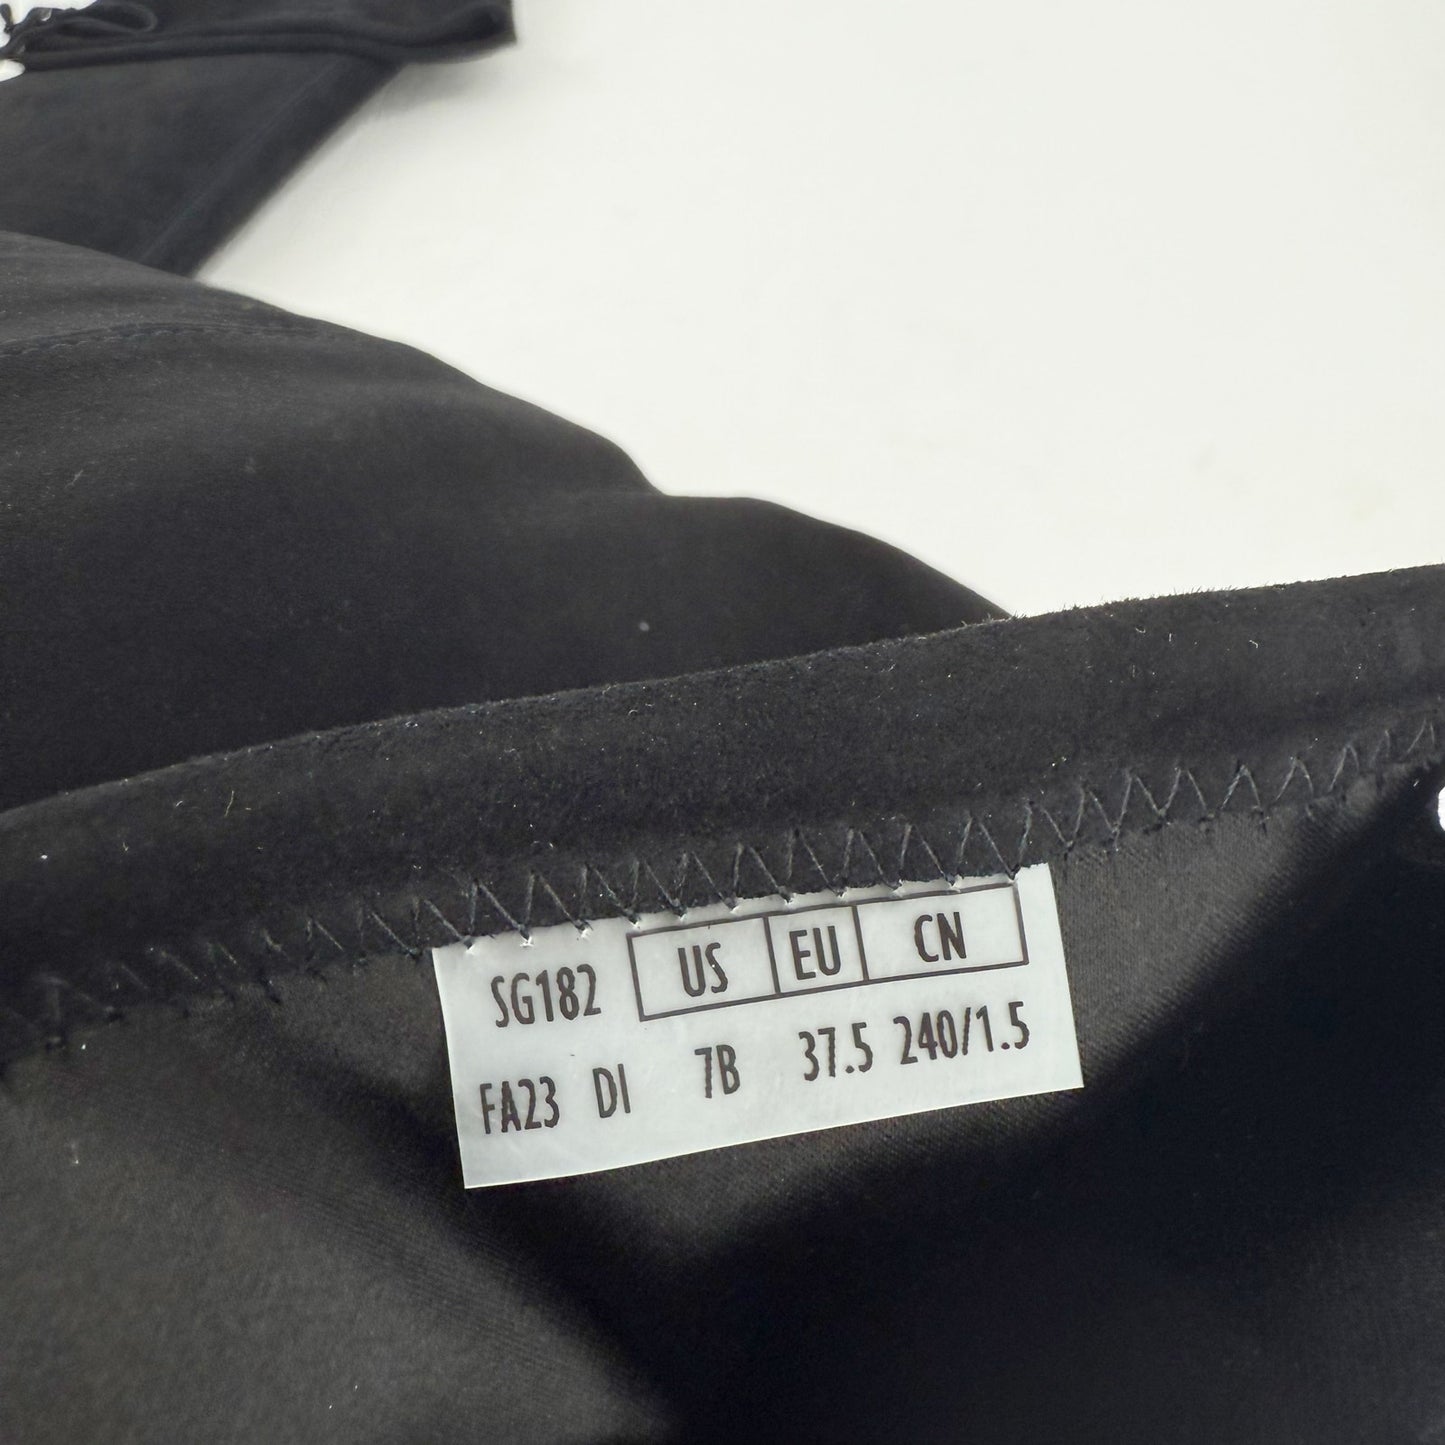 SG182 US EU CN
FA23 DI 7B 37.5 240/1.5